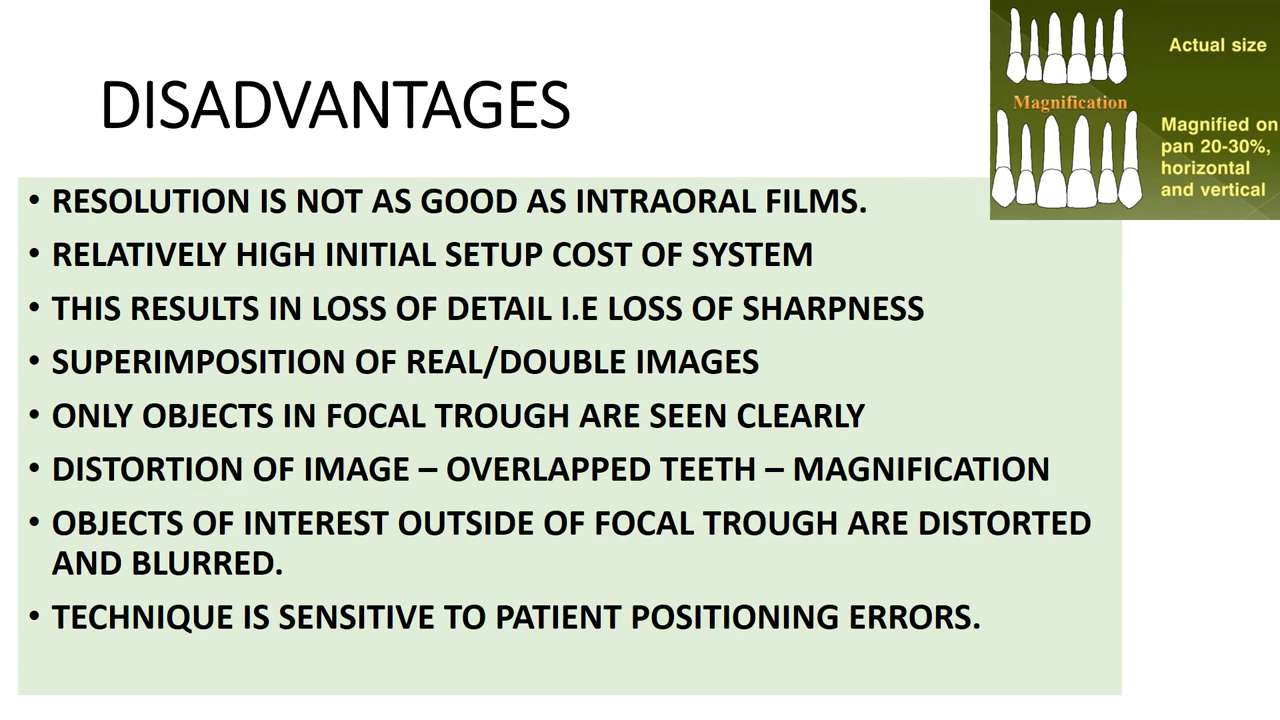 DISADVANTAGES
• RESOLUTION IS NOT AS GOOD AS INTRAORAL FILMS.
• RELATIVELY HIGH INITIAL SETUP COST OF SYSTEM
• THIS RESULTS IN LOSS OF DETAIL I.E LOSS OF SHARPNESS
• SUPERIMPOSITION OF REAL/DOUBLE IMAGES
• ONLY OBJECTS IN FOCAL TROUGH ARE SEEN CLEARLY
• DISTORTION OF IMAGE – OVERLAPPED TEETH – MAGNIFICATION
• OBJECTS OF INTEREST OUTSIDE OF FOCAL TROUGH ARE DISTORTED
AND BLURRED.
• TECHNIQUE IS SENSITIVE TO PATIENT POSITIONING ERRORS.
Actual size
Magnification
Magnified on
pan 20-30%,
horizontal
and vertical